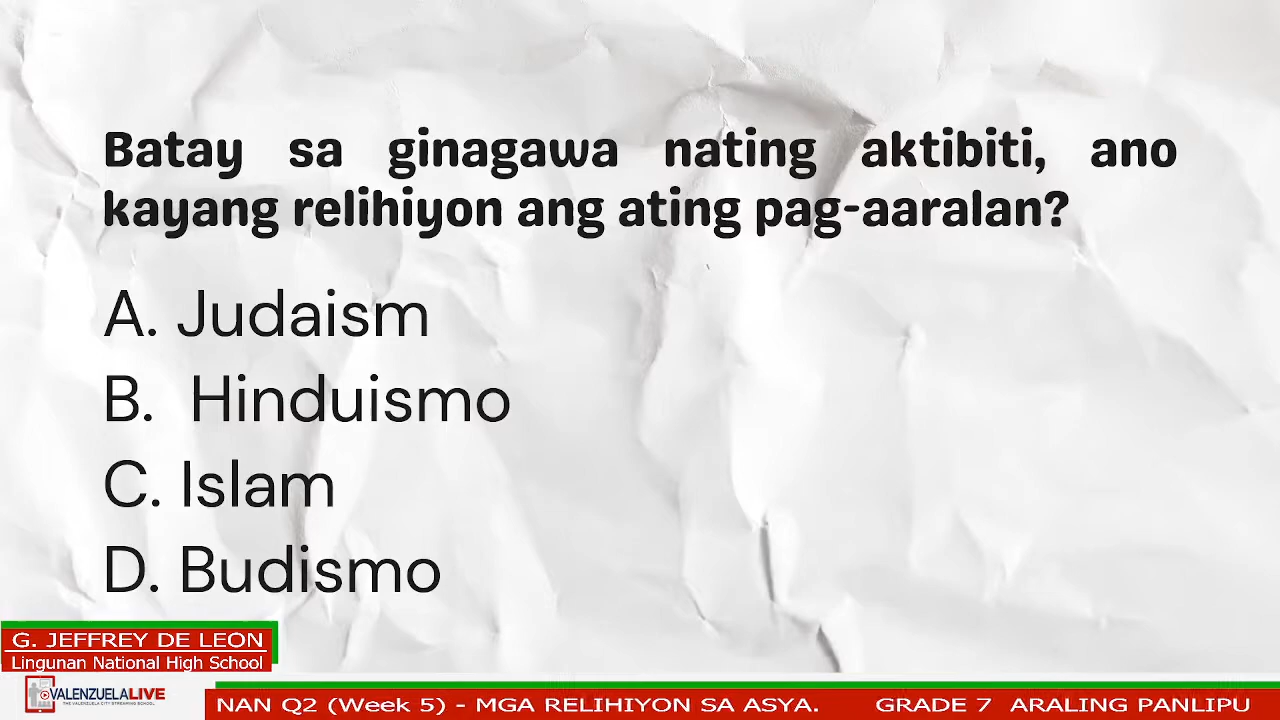 Batay sa ginagawa nating aktibiti, ano
kayang relihiyon ang ating pag-aaralan?
A. Judaism
B. Hinduismo
C. Islam
D. Budismo
G. JEFFREY DE LEON
Lingunan National High School
VALENZUELALIVE
THE VALENZUELA CITY STREAMING SCHOOL
NAN Q2 (Week 5) - MGA RELIHIYON SA ASYA. GRADE 7 ARALING PANLIPU